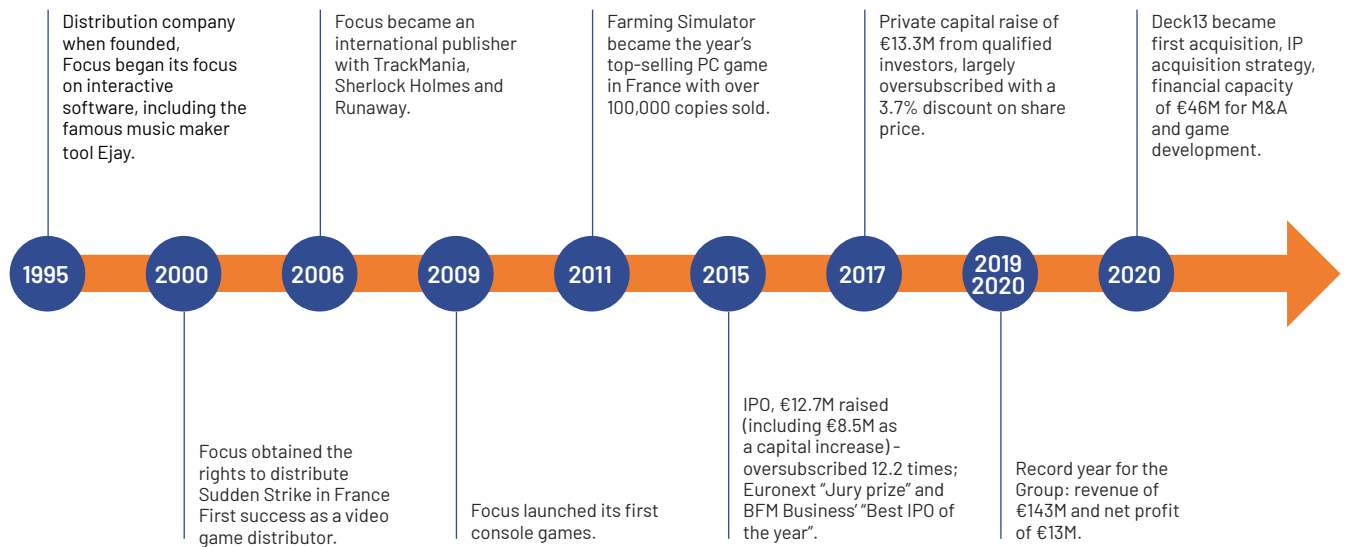 Distribution company
when founded,
Focus began its focus
on interactive
software, including the
famous music maker
tool Ejay.
Focus became an
international publisher
with TrackMania,
Sherlock Holmes and
Runaway.
Farming Simulator
became the year’s
top-selling PC game
in France with over
100,000 copies sold.
Private capital raise of
€13.3M from qualified
investors, largely
oversubscribed with a
3.7% discount on share
price.
Deck13 became
first acquisition, IP
acquisition strategy,
financial capacity
of €46M for M&A
and game
development.
1995
2000
2006
2009
2011
2015
2017
2019
2020
2020
Focus obtained the
rights to distribute
Sudden Strike in France
First success as a video
game distributor.
Focus launched its first
console games.
IPO, €12.7M raised
(including €8.5M as
a capital increase) -
oversubscribed 12.2 times;
Euronext “Jury prize” and
BFM Business’ “Best IPO of
the year”.
Record year for the
Group: revenue of
€143M and net profit
of €13M.